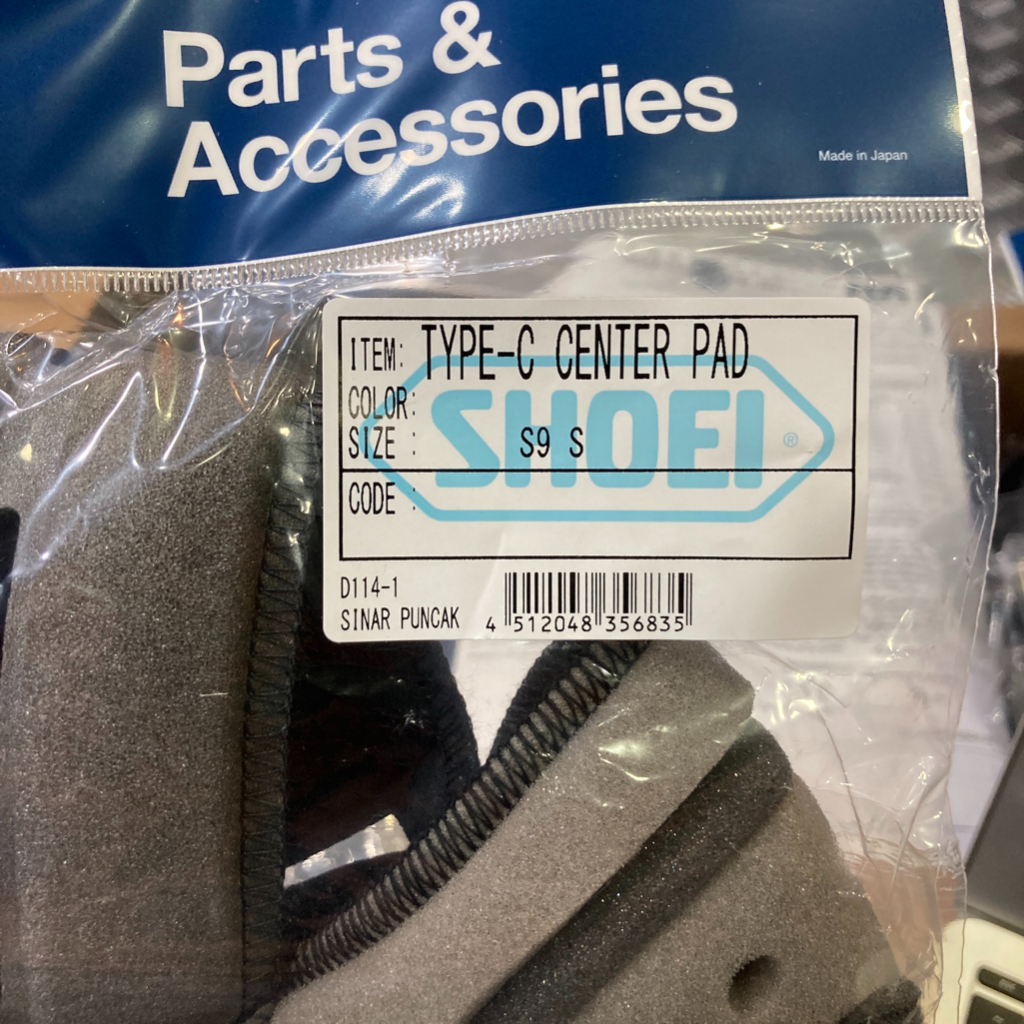 Parts &
Accessories
Made in Japan
ITEM: TYPE-C CENTER PAD
COLOR:
SHOEI ®
SIZE : S9 S
CODE :
D114-1
SINAR PUNCAK
4 512048 356835